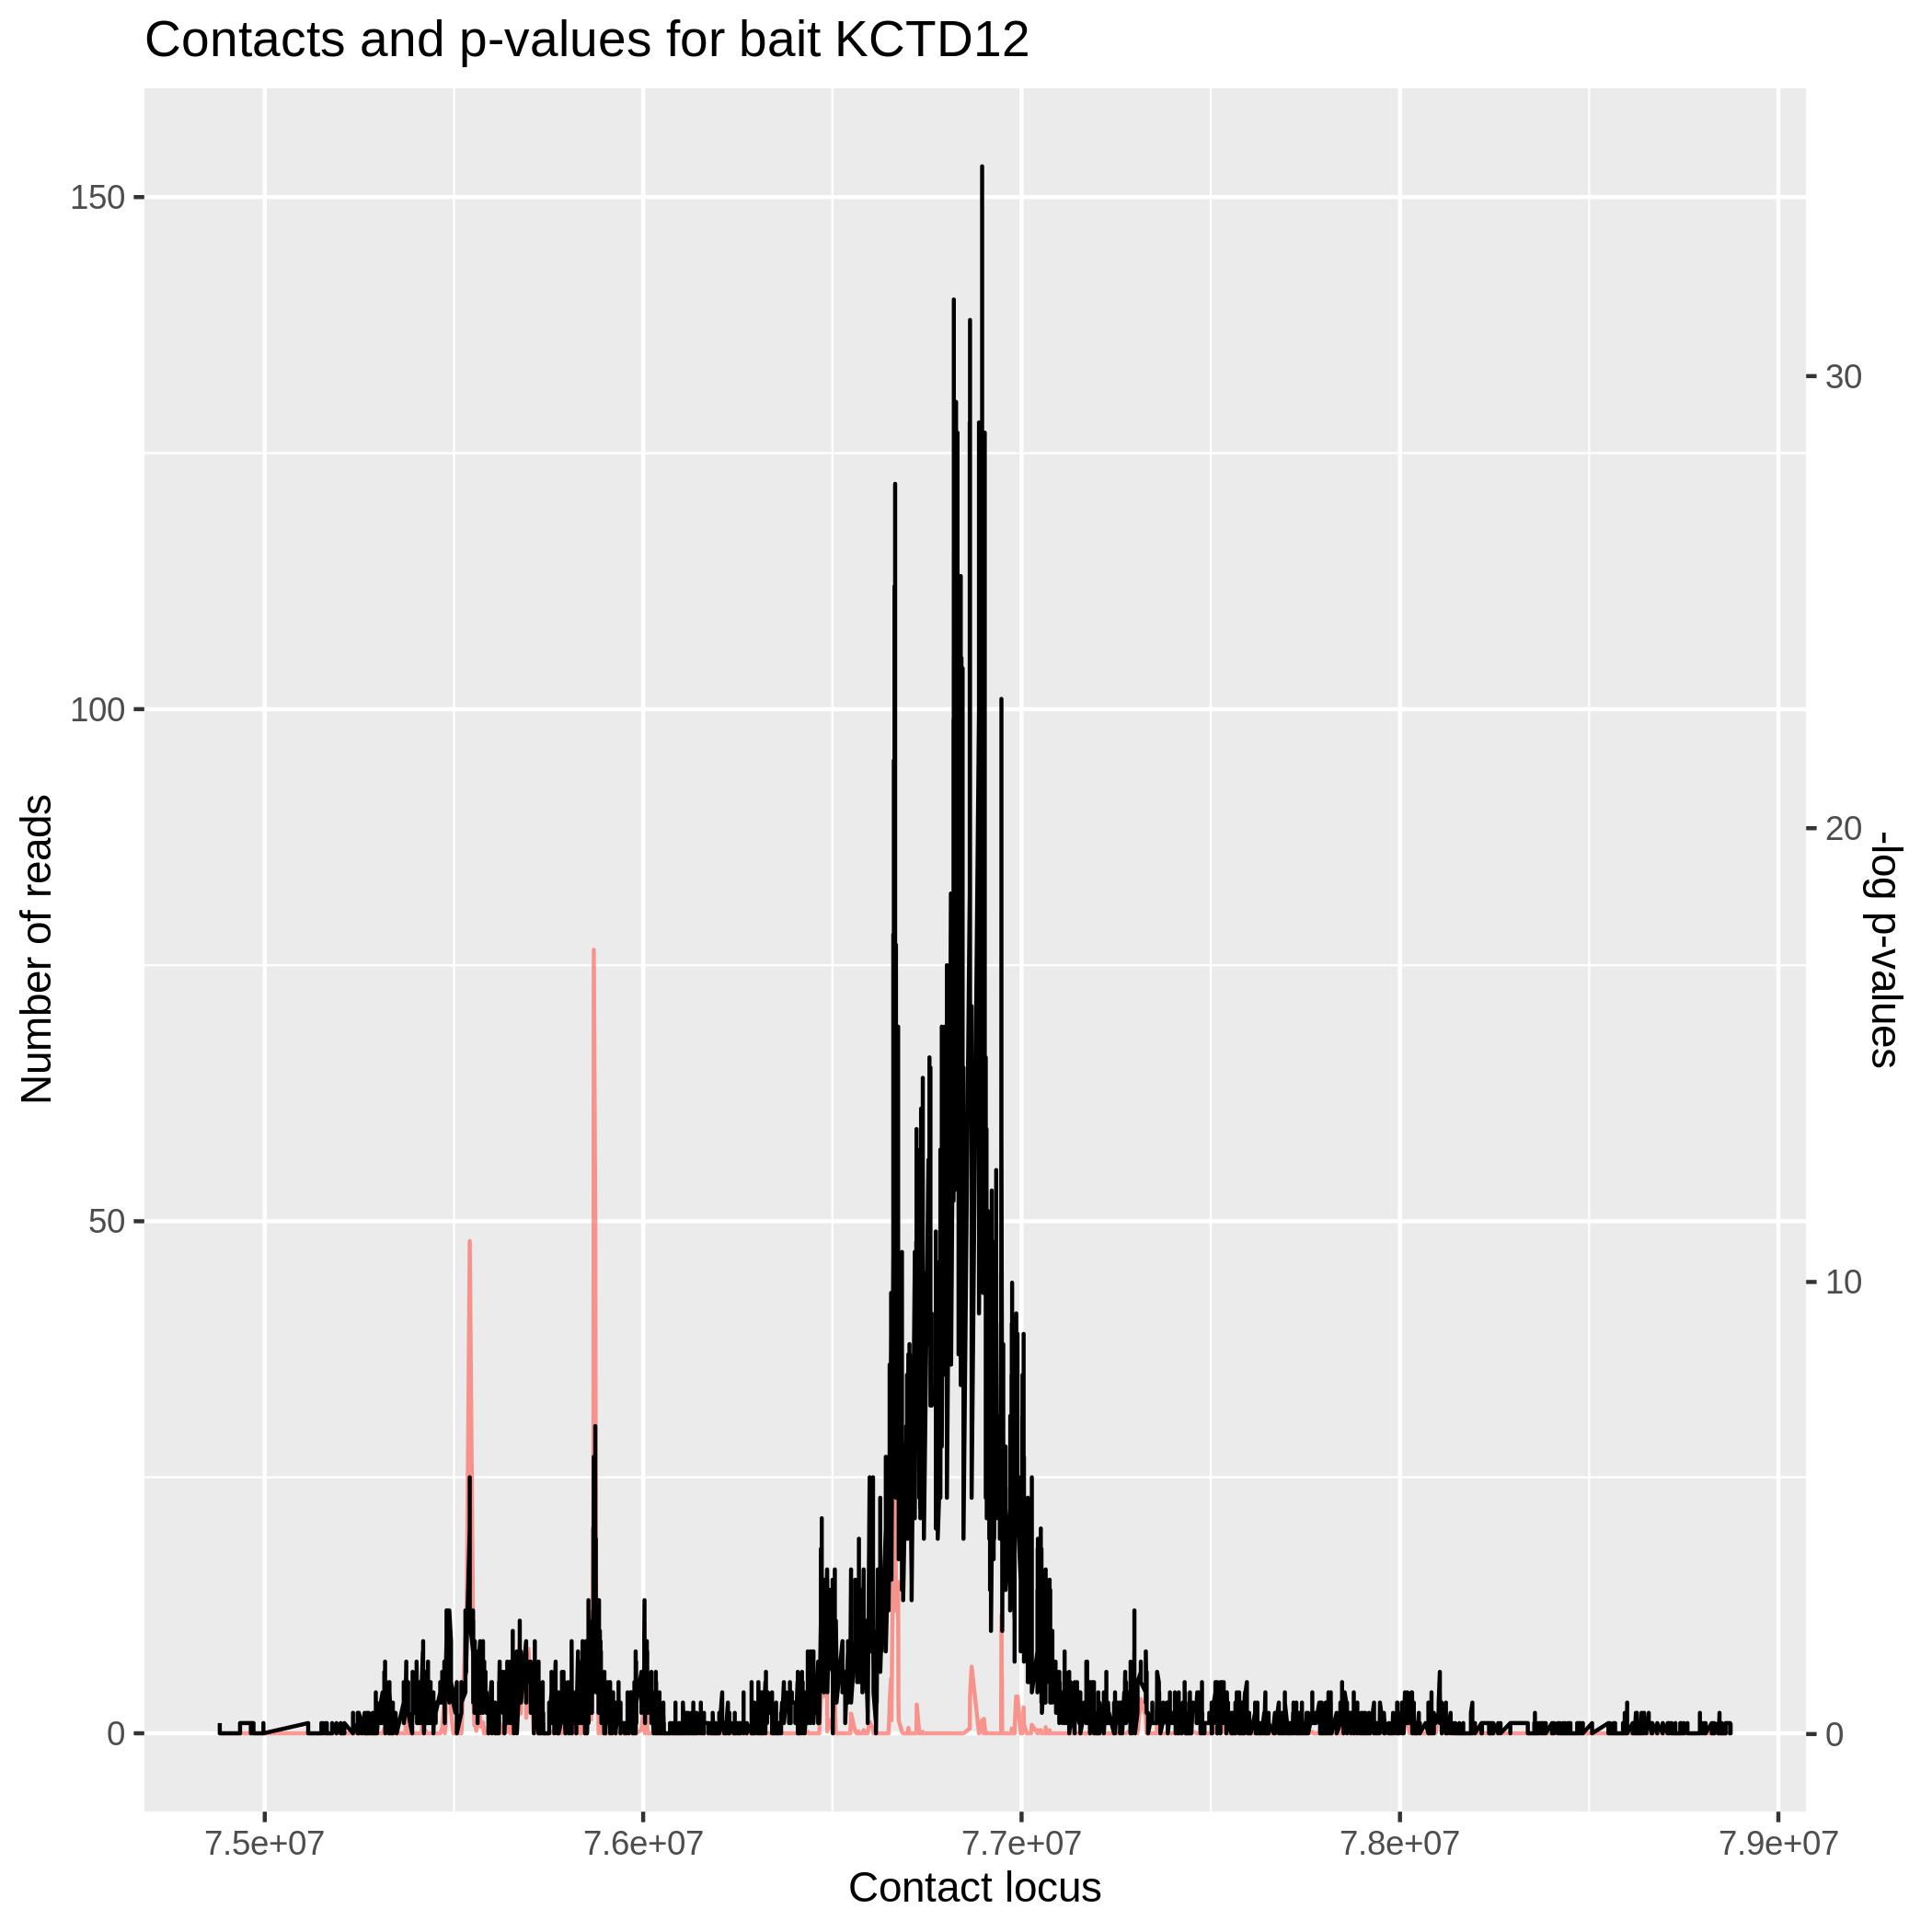 Contacts and p-values for bait KCTD12
150
100
50
0
Number of reads
30
20
10
0
-log p-values
7.5e+07
7.6e+07
7.7e+07
7.8e+07
7.9e+07
Contact locus